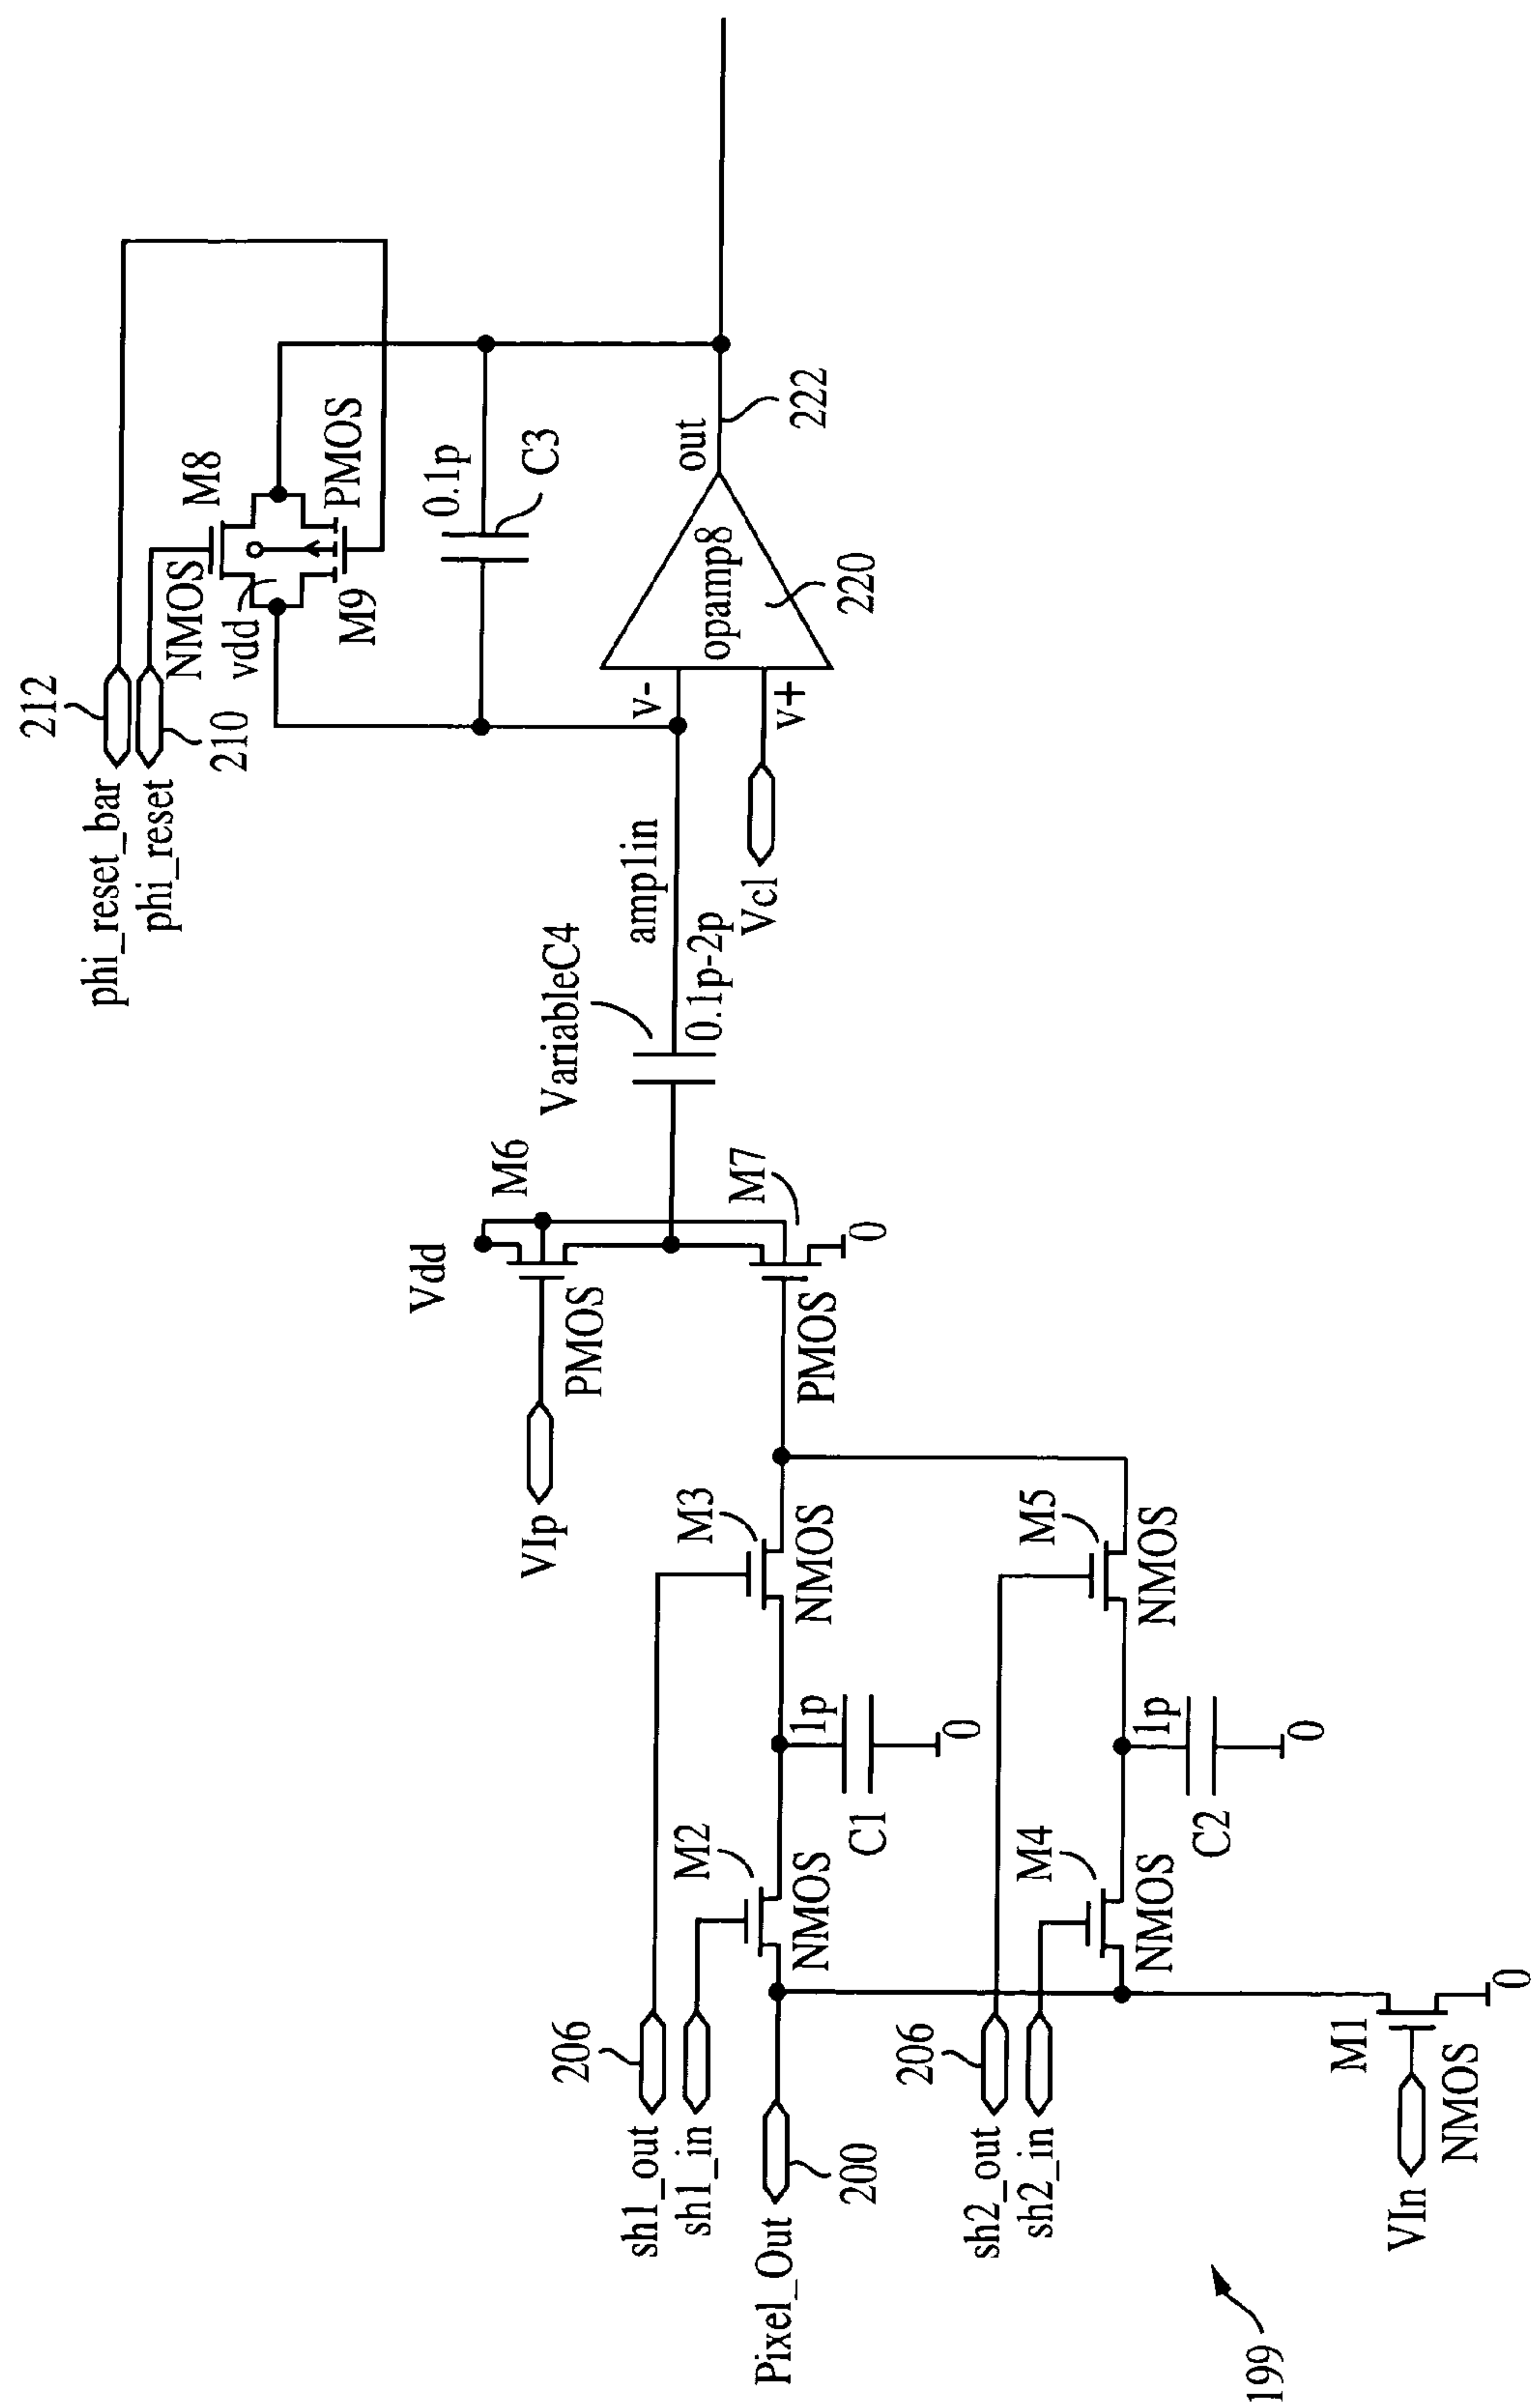 212
phi_reset_bar
phi_reset
210
NMOS
M8
vdd
M9
PMOS
0.1p
C3
v-
v+
opamp8
out
220
222
amp1in
Vcl
VariableC4
0.1p-2p
Vdd
M6
PMOS
VIp
M7
PMOS
0
206
sh1_out
sh1_in
M2
NMOS
M3
NMOS
1p
C1
0
Pixel_Out
200
206
sh2_out
sh2_in
M4
NMOS
M5
NMOS
1p
C2
0
M1
VIn
NMOS
0
199